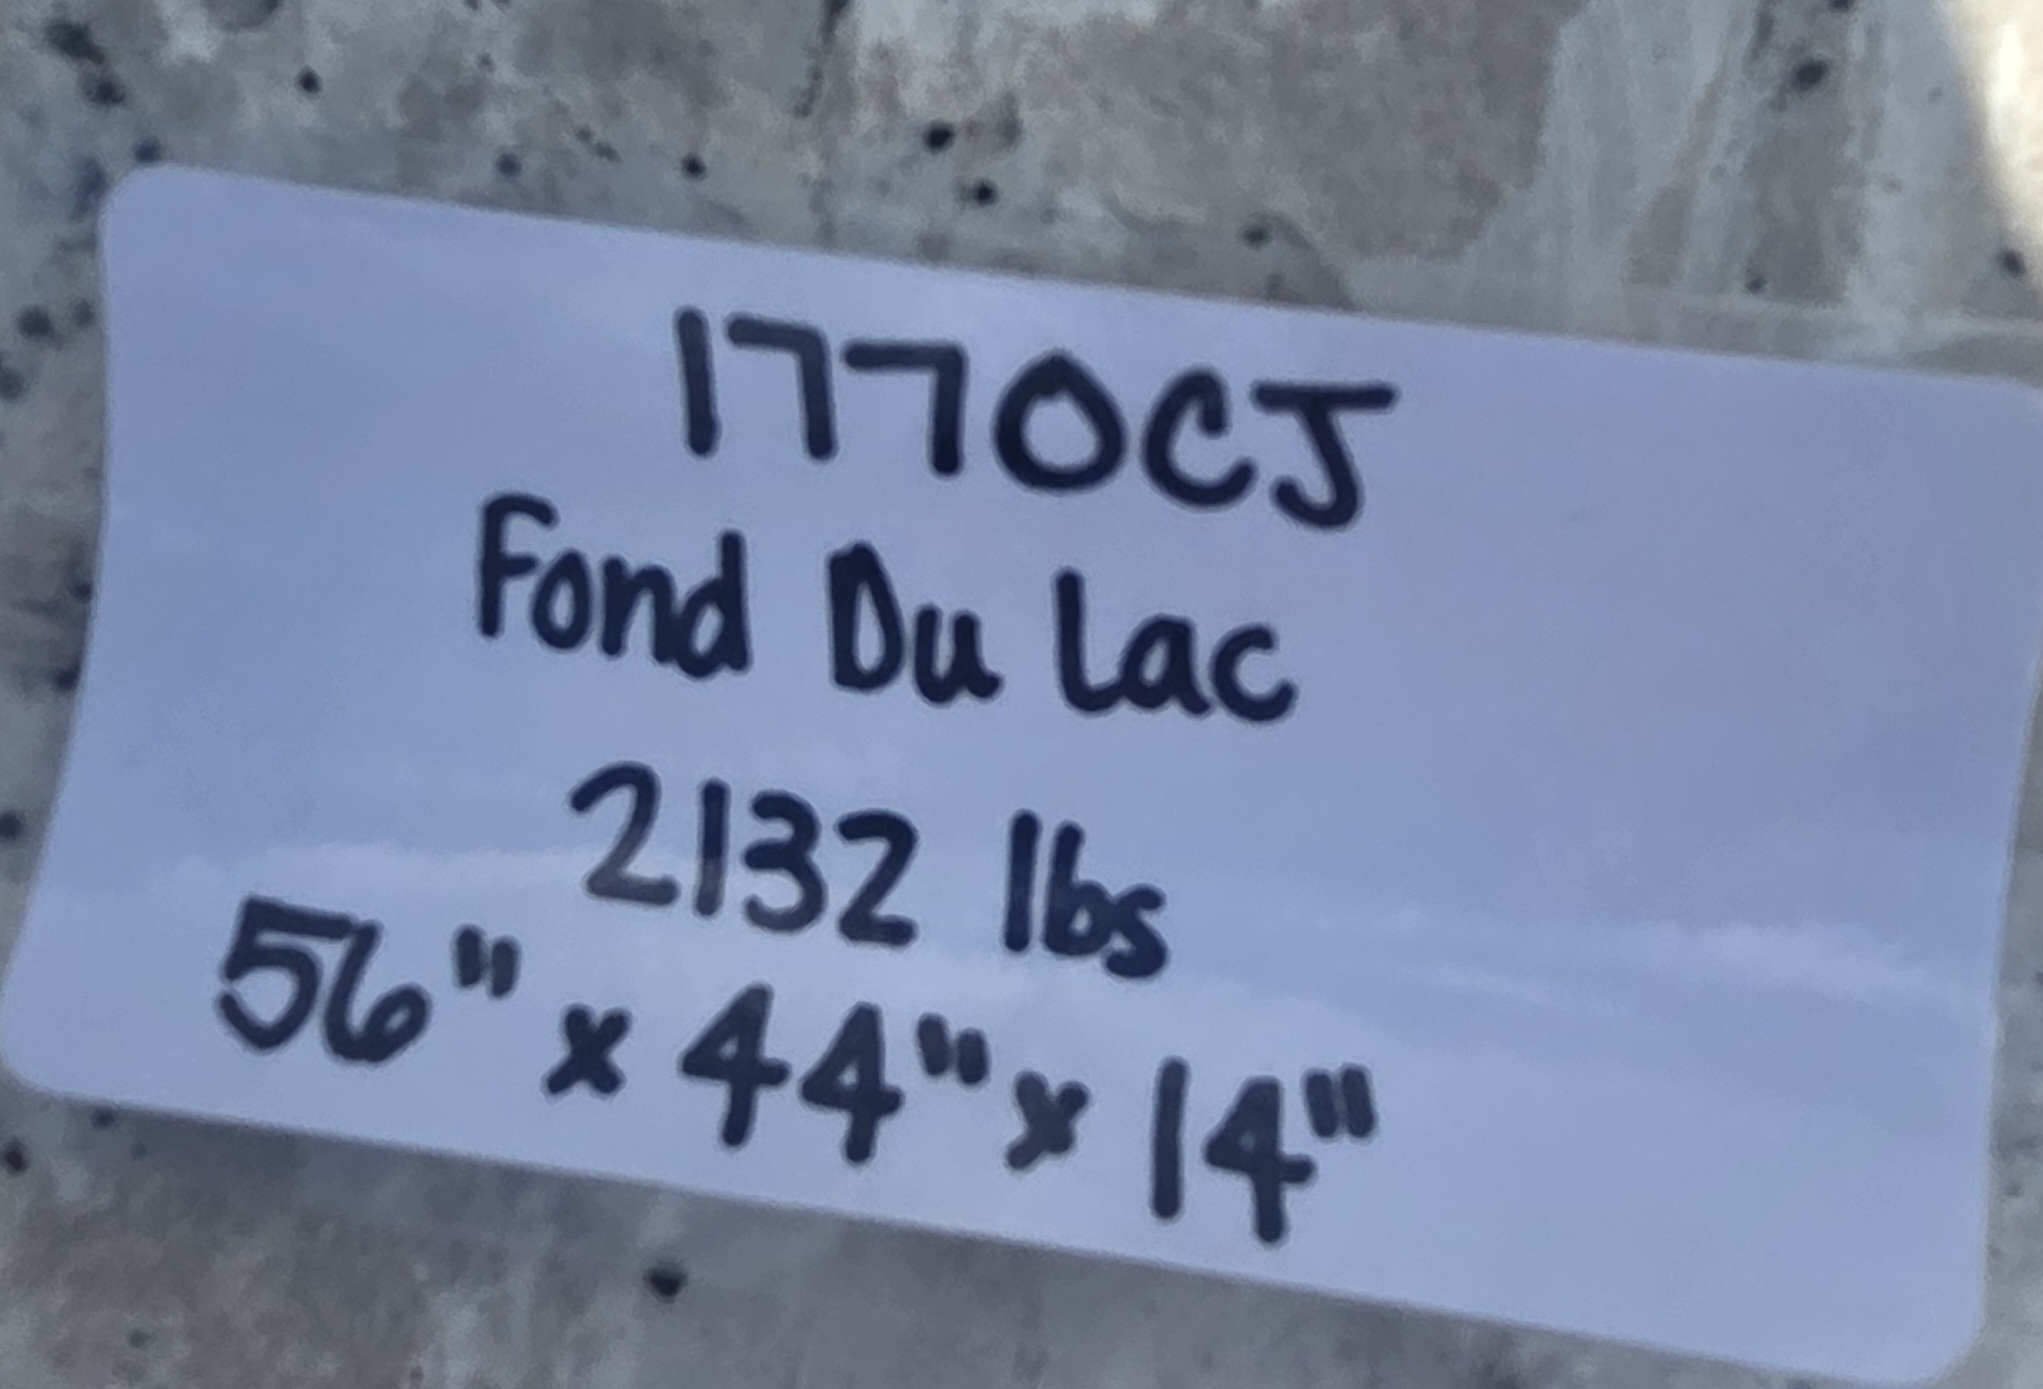 1770CJ
Fond Du Lac
2132 lbs
56" x 44" x 14"